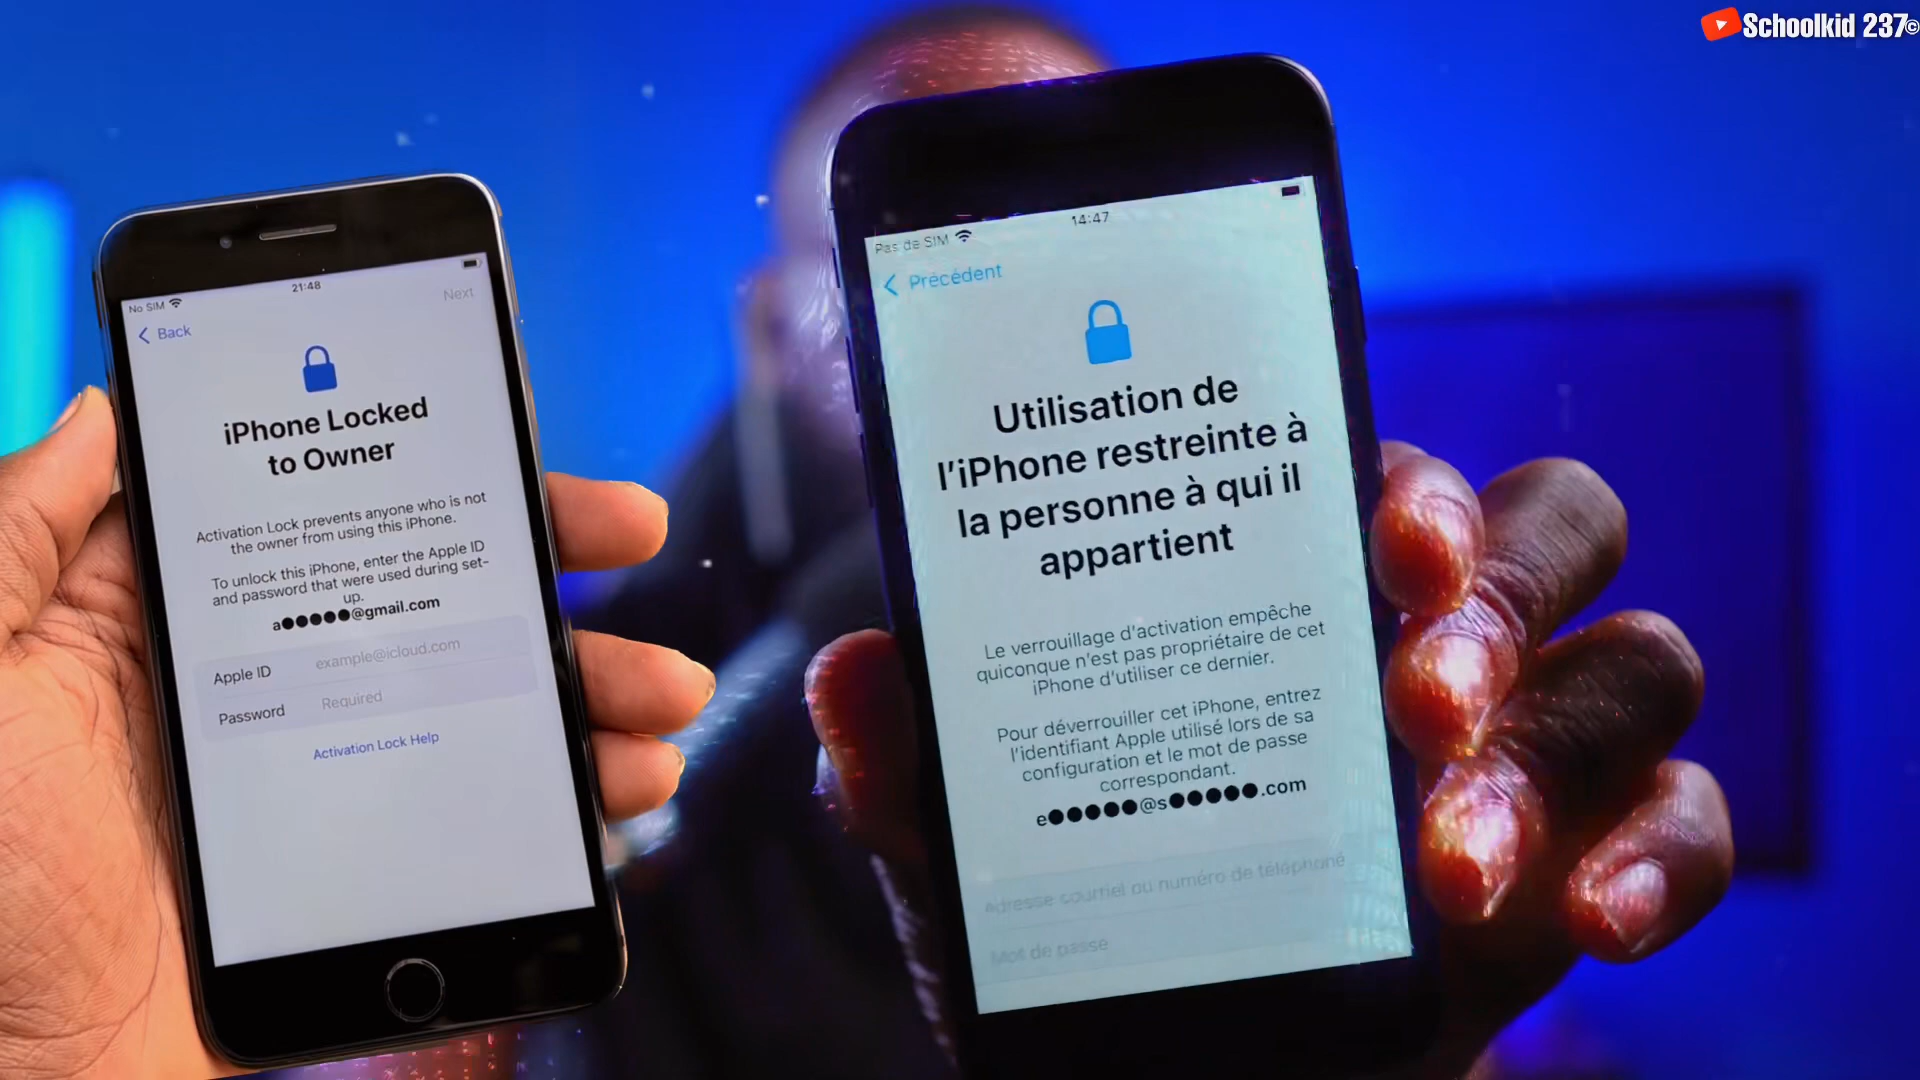 Schoolkid 237©
No SIM
21:48
Next
Back
iPhone Locked
to Owner
Activation Lock prevents anyone who is not
the owner from using this iPhone.
To unlock this iPhone, enter the Apple ID
and password that were used during set-
up.
a●●●●●@gmail.com
Apple ID example@icloud.com
Password Required
Activation Lock Help
Pas de SIM
14:47
Précédent
Utilisation de
l'iPhone restreinte à
la personne à qui il
appartient
Le verrouillage d'activation empêche
quiconque n'est pas propriétaire de cet
iPhone d'utiliser ce dernier.
Pour déverrouiller cet iPhone, entrez
l'identifiant Apple utilisé lors de sa
configuration et le mot de passe
correspondant.
e●●●●●@s●●●●●.com
Adresse courriel ou numéro de téléphone
Mot de passe